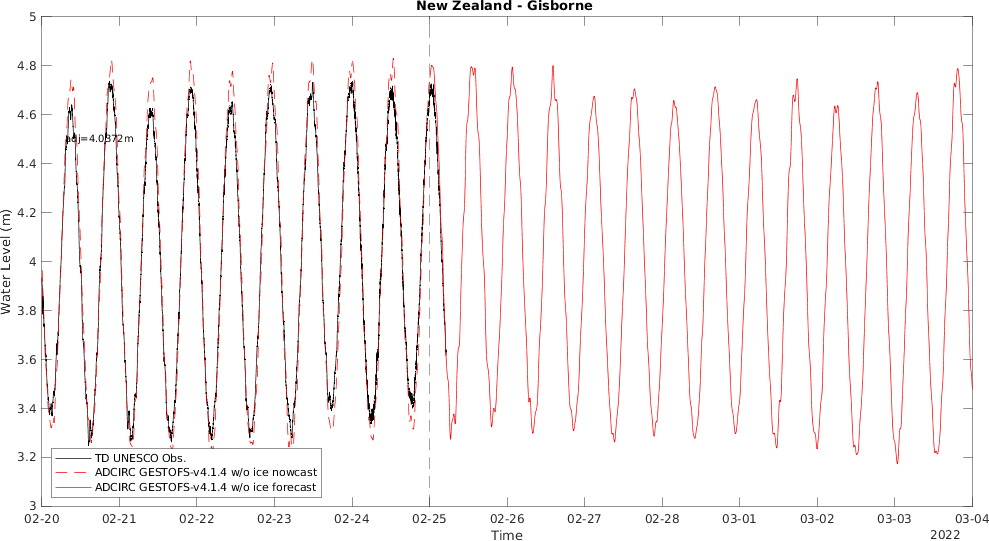 New Zealand - Gisborne
5
4.8
4.6
4.4
4.2
4
3.8
3.6
3.4
3.2
3
Water Level (m)
adj=4.0372m
TD UNESCO Obs.
ADCIRC GESTOFS-v4.1.4 w/o ice nowcast
ADCIRC GESTOFS-v4.1.4 w/o ice forecast
02-20 02-21 02-22 02-23 02-24 02-25 02-26 02-27 02-28 03-01 03-02 03-03 03-04
Time
2022